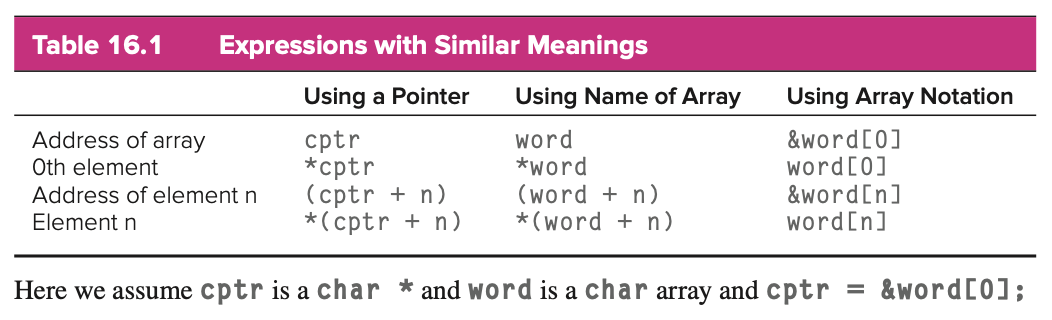 Table 16.1 Expressions with Similar Meanings
Using a Pointer Using Name of Array Using Array Notation
Address of array cptr word &word[0]
0th element *cptr *word word[0]
Address of element n (cptr + n) (word + n) &word[n]
Element n *(cptr + n) *(word + n) word[n]
Here we assume cptr is a char * and word is a char array and cptr = &word[0];